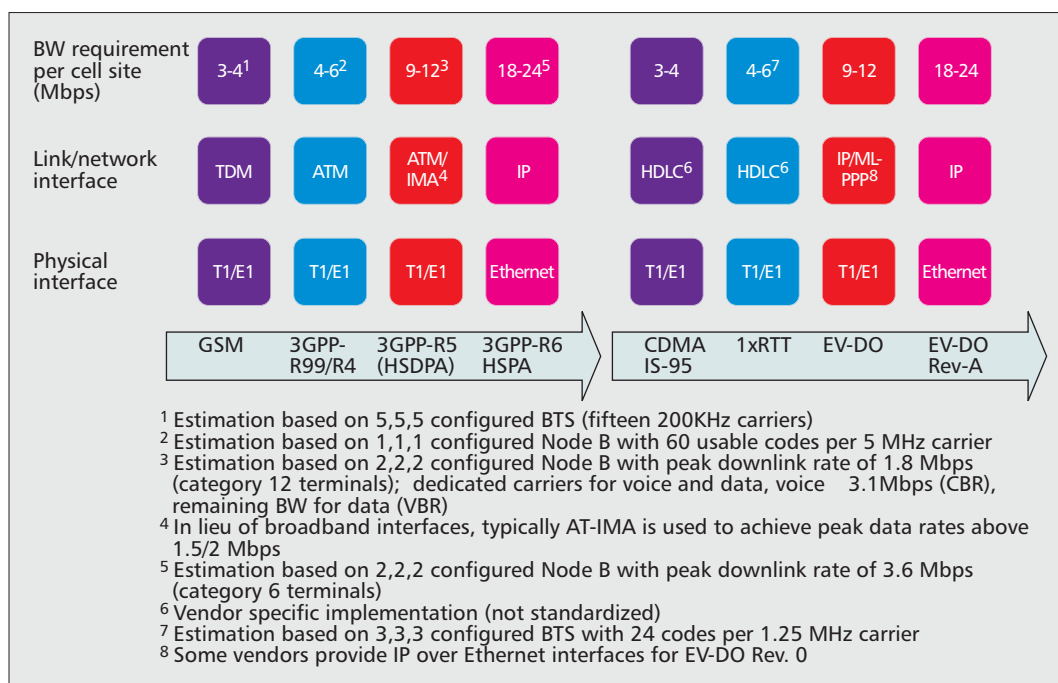 BW requirement
per cell site
(Mbps)
3-4¹ 4-6² 9-12³ 18-24⁵ 3-4 4-6⁷ 9-12 18-24
Link/network
interface
TDM ATM ATM/
IMA⁴ IP HDLC⁶ HDLC⁶ IP/ML-
PPP⁸ IP
Physical
interface
T1/E1 T1/E1 T1/E1 Ethernet T1/E1 T1/E1 T1/E1 Ethernet
GSM 3GPP-
R99/R4 3GPP-R5
(HSDPA) 3GPP-R6
HSPA CDMA
IS-95 1xRTT EV-DO EV-DO
Rev-A
¹ Estimation based on 5,5,5 configured BTS (fifteen 200KHz carriers)
² Estimation based on 1,1,1 configured Node B with 60 usable codes per 5 MHz carrier
³ Estimation based on 2,2,2 configured Node B with peak downlink rate of 1.8 Mbps
(category 12 terminals); dedicated carriers for voice and data, voice 3.1Mbps (CBR),
remaining BW for data (VBR)
⁴ In lieu of broadband interfaces, typically AT-IMA is used to achieve peak data rates above
1.5/2 Mbps
⁵ Estimation based on 2,2,2 configured Node B with peak downlink rate of 3.6 Mbps
(category 6 terminals)
⁶ Vendor specific implementation (not standardized)
⁷ Estimation based on 3,3,3 configured BTS with 24 codes per 1.25 MHz carrier
⁸ Some vendors provide IP over Ethernet interfaces for EV-DO Rev. 0